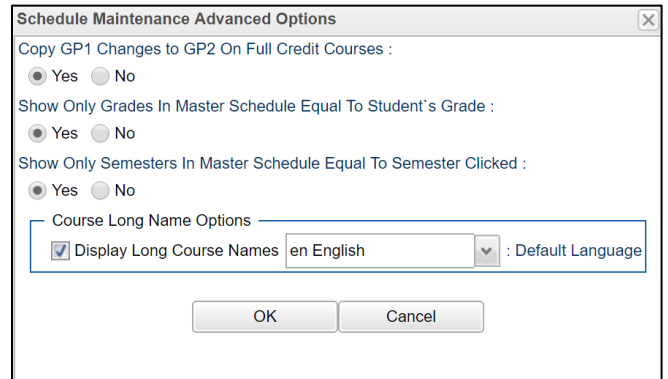 Schedule Maintenance Advanced Options
Copy GP1 Changes to GP2 On Full Credit Courses :
Yes No
Show Only Grades In Master Schedule Equal To Student`s Grade :
Yes No
Show Only Semesters In Master Schedule Equal To Semester Clicked :
Yes No
Course Long Name Options
Display Long Course Names en English : Default Language
OK Cancel